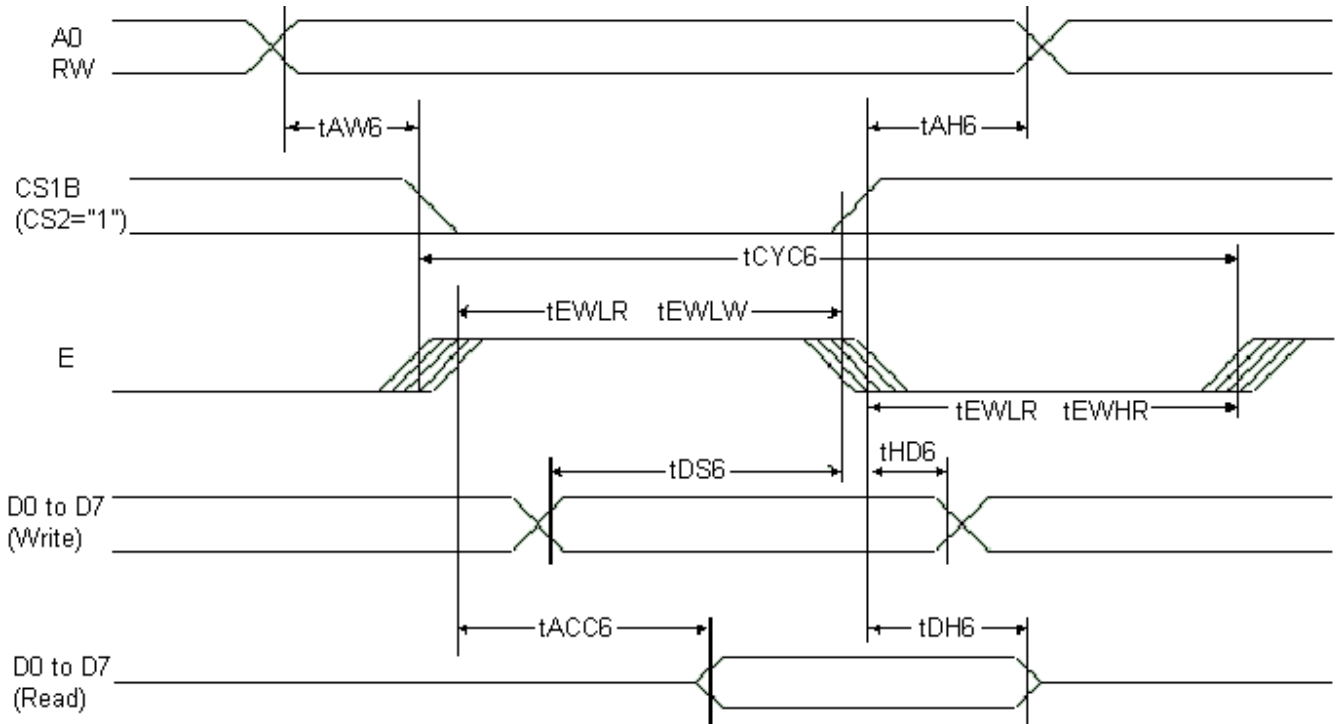 A0
RW
tAW6
tAH6
CS1B
(CS2="1")
tCYC6
tEWLR tEWLW
E
tEWLR tEWHR
tHD6
tDS6
D0 to D7
(Write)
tACC6
tDH6
D0 to D7
(Read)